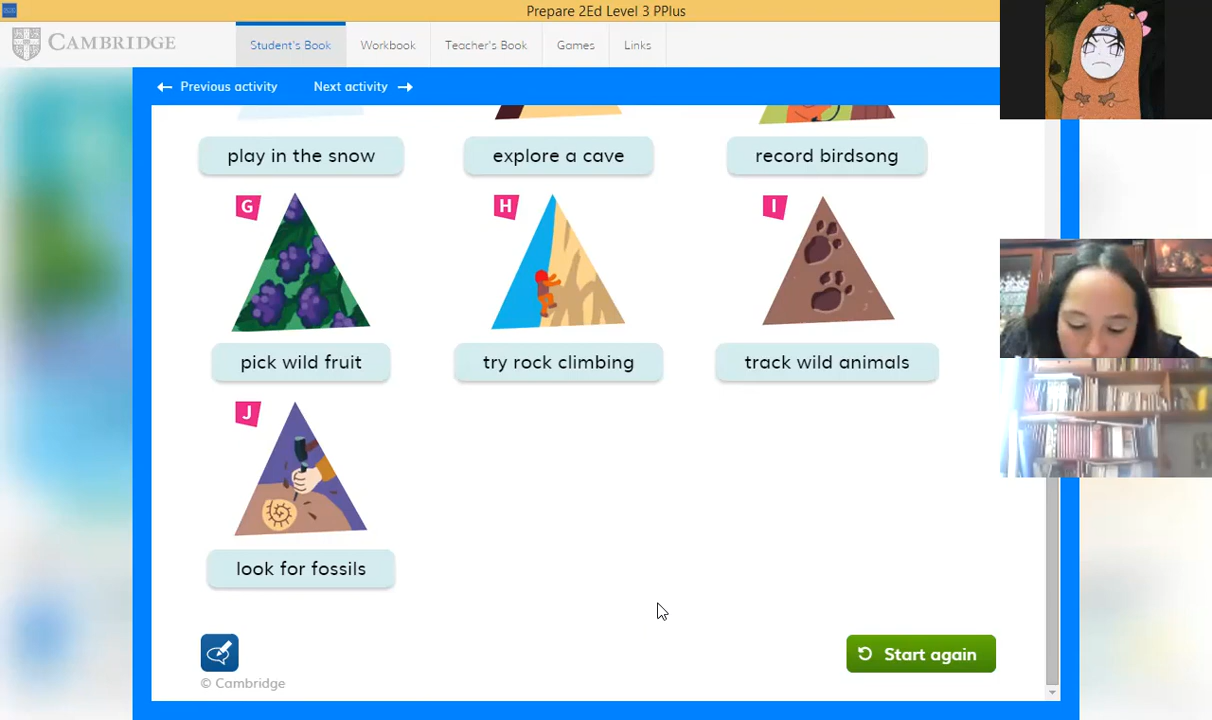 Prepare 2Ed Level 3 PPlus
CAMBRIDGE
Student's Book
Workbook
Teacher's Book
Games
Links
Previous activity
Next activity
play in the snow
explore a cave
record birdsong
G
H
I
pick wild fruit
try rock climbing
track wild animals
J
look for fossils
Start again
© Cambridge